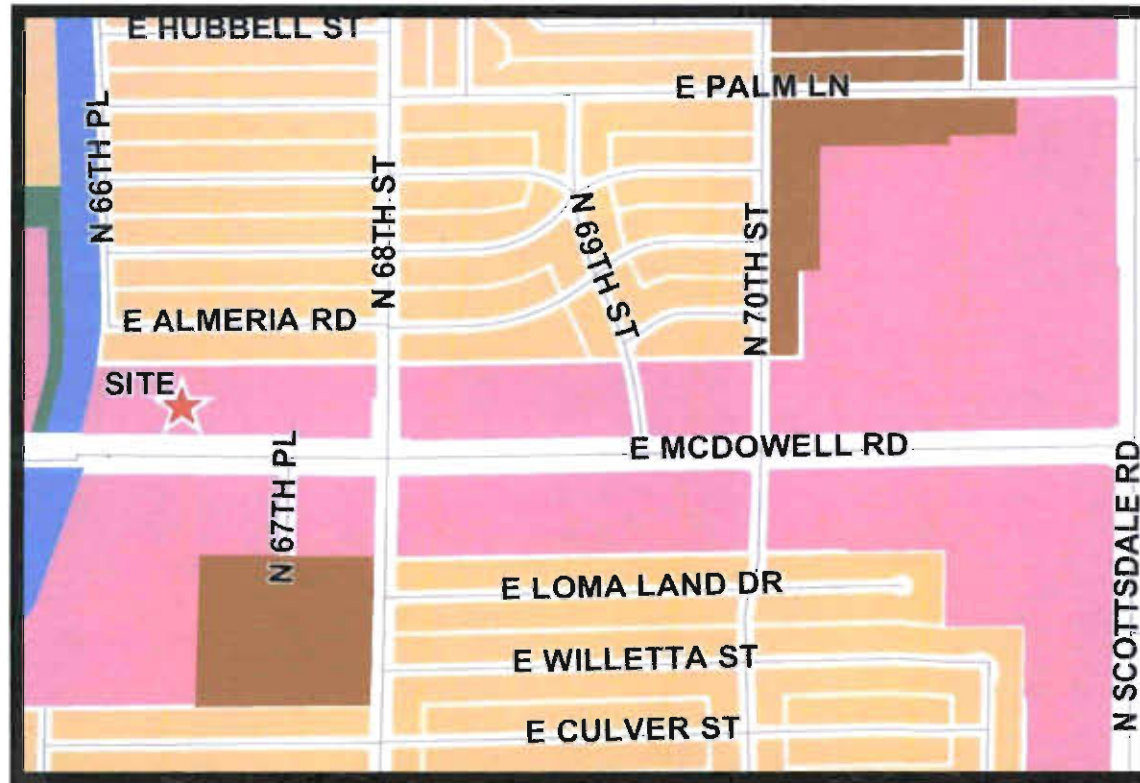 E HUBBELL ST
E PALM LN
N 66TH PL
N 68TH ST
N 69TH ST
N 70TH ST
E ALMERIA RD
SITE
E MCDOWELL RD
N 67TH PL
N SCOTTSDALE RD
E LOMA LAND DR
E WILLETTA ST
E CULVER ST